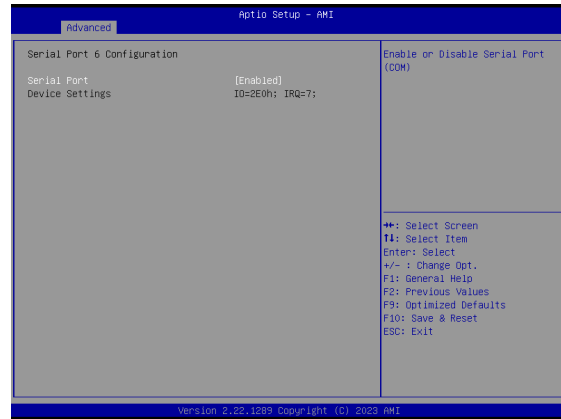 Aptio Setup - AMI
Advanced
Serial Port 6 Configuration
Serial Port [Enabled]
Device Settings IO=2E0h; IRQ=7;
Enable or Disable Serial Port
(COM)
→←: Select Screen
↑↓: Select Item
Enter: Select
+/- : Change Opt.
F1: General Help
F2: Previous Values
F9: Optimized Defaults
F10: Save & Reset
ESC: Exit
Version 2.22.1289 Copyright (C) 2023 AMI